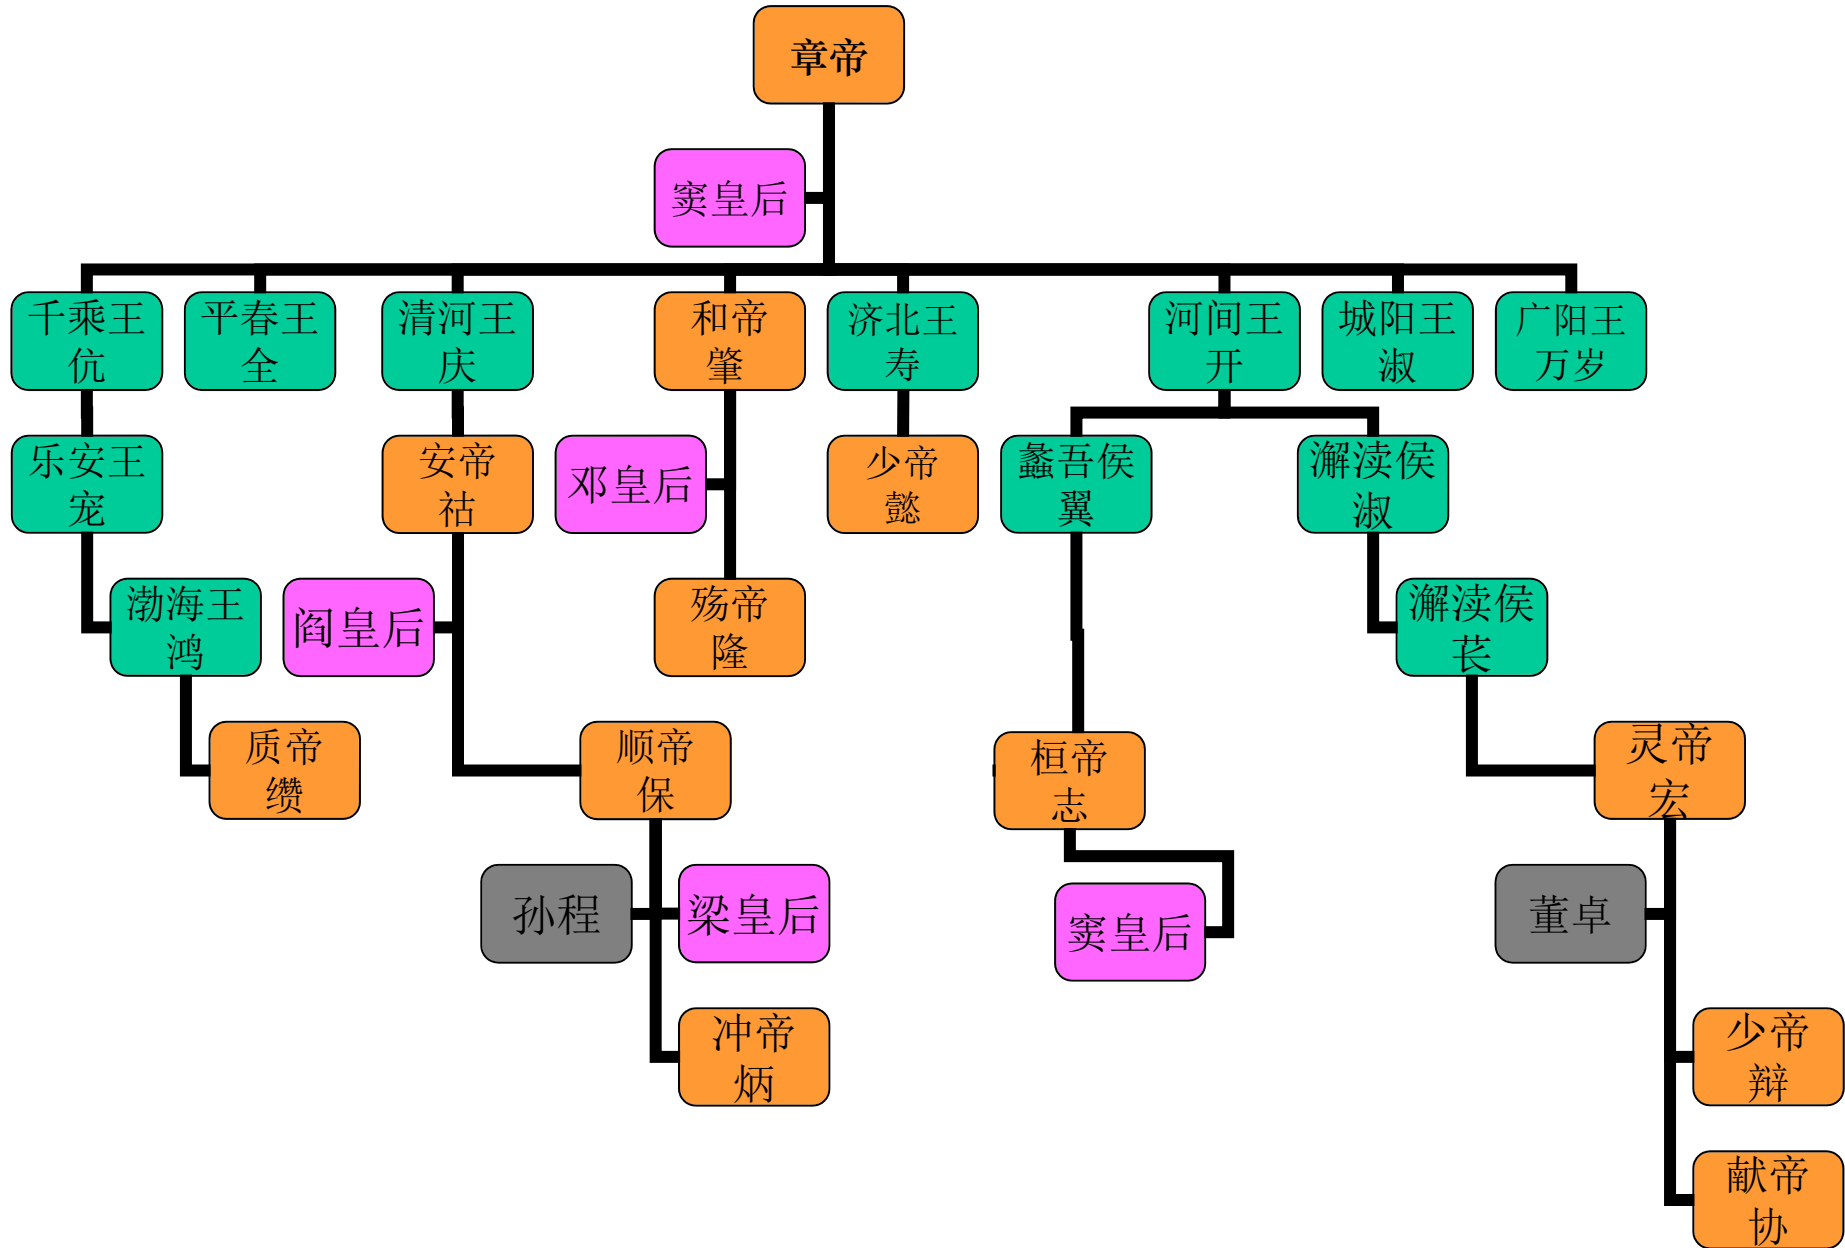 章帝
窦皇后
千乘王
伉
平春王
全
清河王
庆
和帝
肇
济北王
寿
河间王
开
城阳王
淑
广阳王
万岁
乐安王
宠
安帝
祜
邓皇后
少帝
懿
蠡吾侯
翼
澥渎侯
淑
渤海王
鸿
阎皇后
殇帝
隆
澥渎侯
苌
质帝
缵
顺帝
保
桓帝
志
灵帝
宏
孙程
梁皇后
窦皇后
董卓
冲帝
炳
少帝
辩
献帝
协